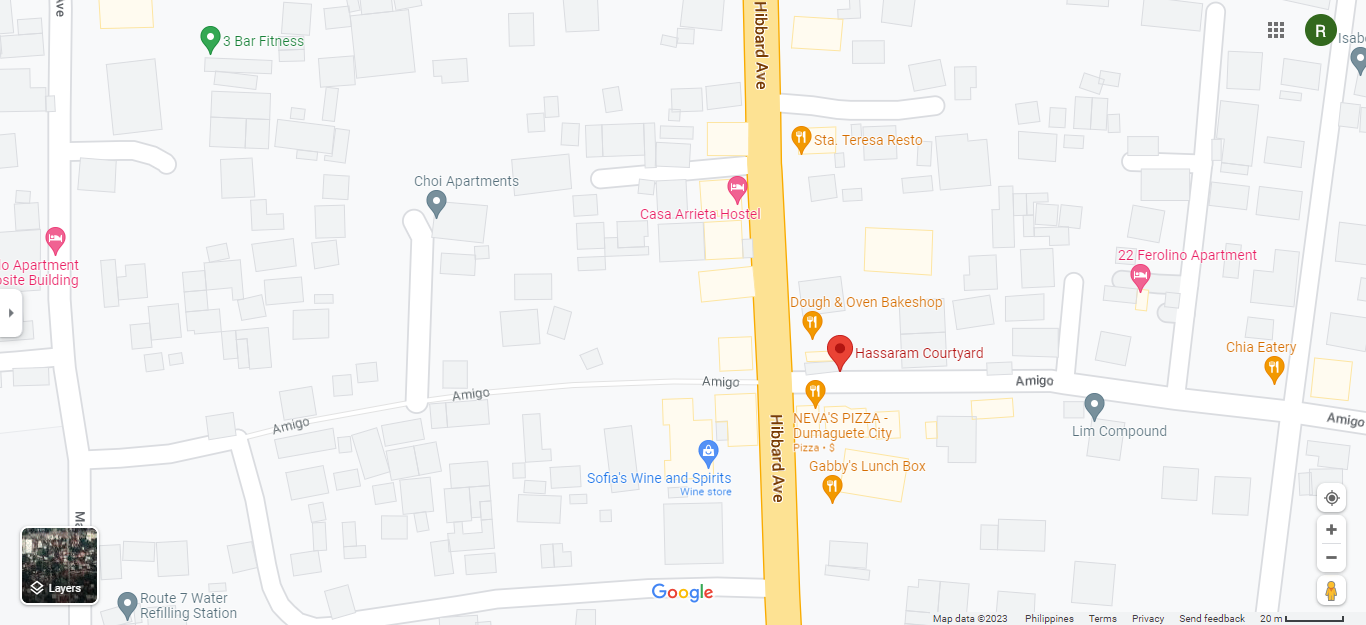 Ave
Hibbard Ave
3 Bar Fitness
R
Isabe
Sta. Teresa Resto
Choi Apartments
Casa Arrieta Hostel
lo Apartment
osite Building
22 Ferolino Apartment
Dough & Oven Bakeshop
Hassaram Courtyard
Chia Eatery
Amigo
Amigo
Amigo
Amigo
Amigo
NEVA'S PIZZA -
Dumaguete City
Pizza • $
Lim Compound
Hibbard Ave
Gabby's Lunch Box
Sofia's Wine and Spirits
Wine store
Layers
Route 7 Water
Refilling Station
Google
Map data ©2023
Philippines
Terms
Privacy
Send feedback
20 m